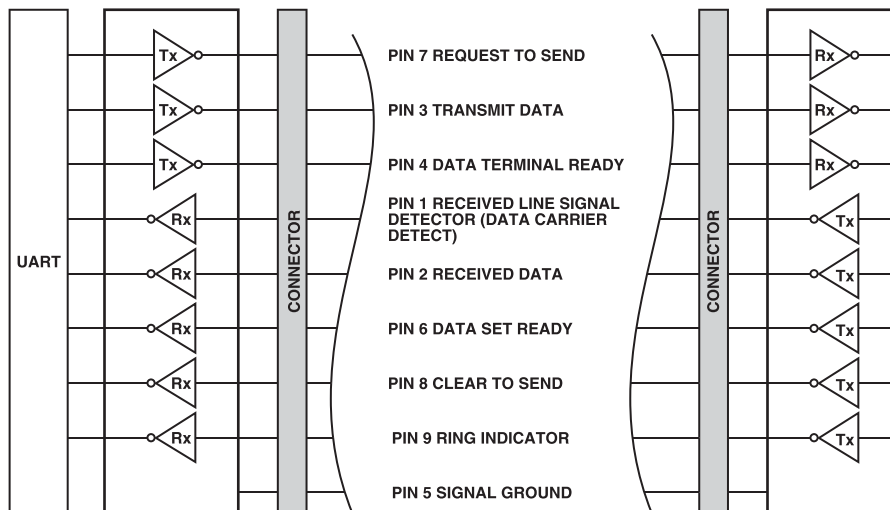 Tx PIN 7 REQUEST TO SEND Rx
Tx PIN 3 TRANSMIT DATA Rx
Tx PIN 4 DATA TERMINAL READY Rx
Rx PIN 1 RECEIVED LINE SIGNAL Tx
DETECTOR (DATA CARRIER
DETECT)
UART
CONNECTOR
CONNECTOR
Rx PIN 2 RECEIVED DATA Tx
Rx PIN 6 DATA SET READY Tx
Rx PIN 8 CLEAR TO SEND Tx
Rx PIN 9 RING INDICATOR Tx
PIN 5 SIGNAL GROUND